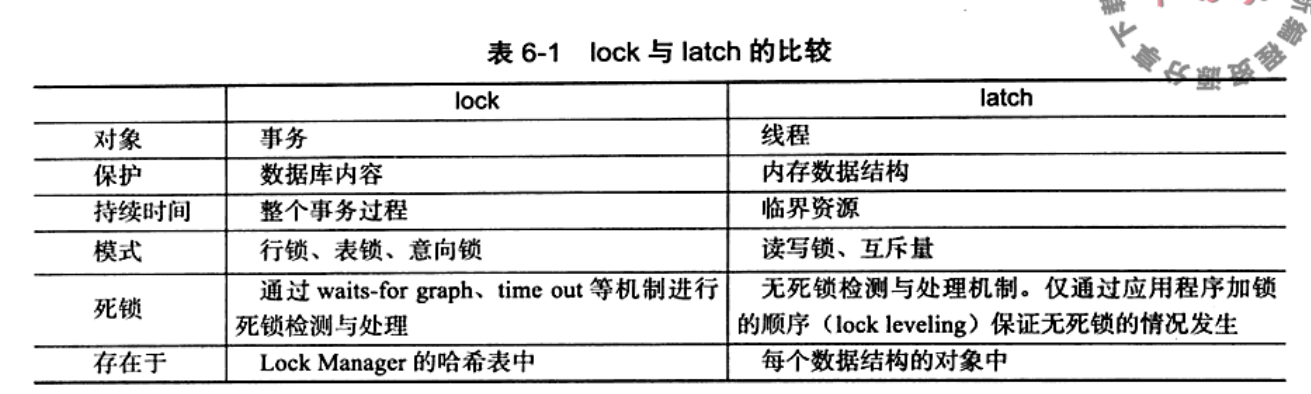 表 6-1 lock 与 latch 的比较
lock latch
对象 事务 线程
保护 数据库内容 内存数据结构
持续时间 整个事务过程 临界资源
模式 行锁、表锁、意向锁 读写锁、互斥量
死锁 通过 waits-for graph、time out 等机制进行
死锁检测与处理
无死锁检测与处理机制。仅通过应用程序加锁
的顺序（lock leveling）保证无死锁的情况发生
存在于 Lock Manager 的哈希表中 每个数据结构的对象中
享 分 源 资 程 编